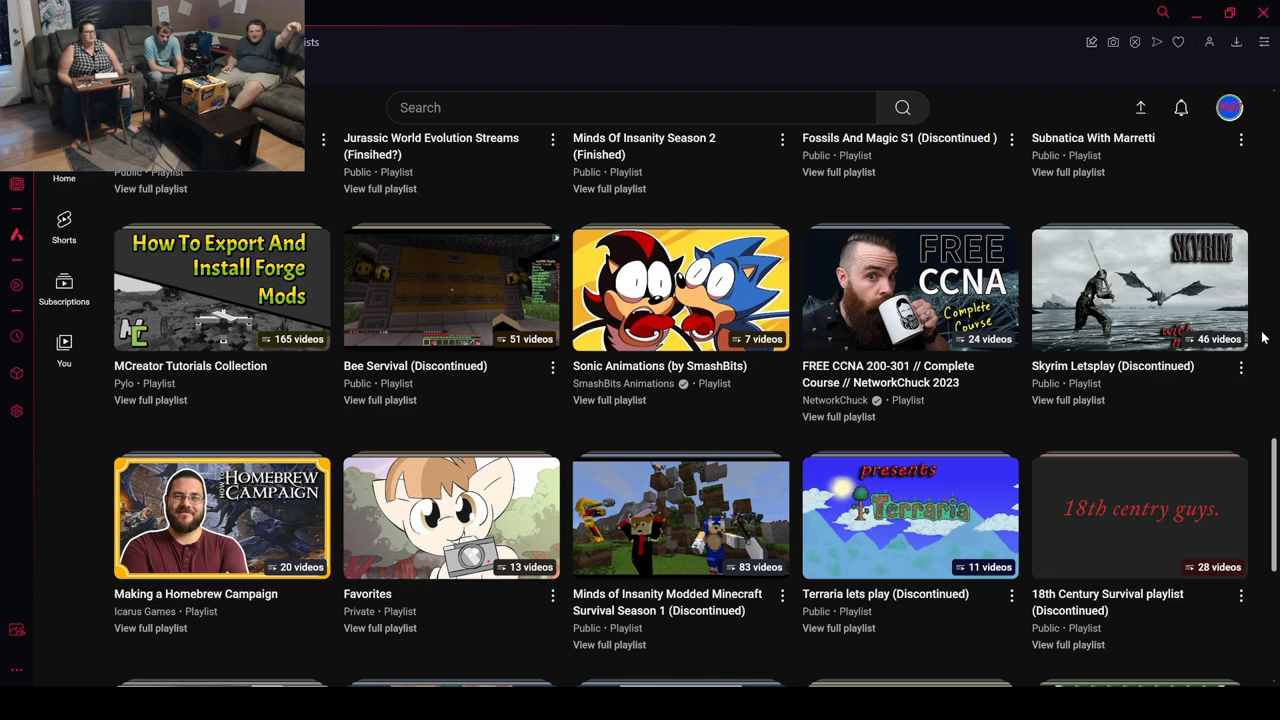 ists
Search
Jurassic World Evolution Streams
(Finsihed?)
Public • Playlist
View full playlist
Minds Of Insanity Season 2
(Finished)
Public • Playlist
View full playlist
Fossils And Magic S1 (Discontinued )
Public • Playlist
View full playlist
Subnatica With Marretti
Public • Playlist
View full playlist
Public • Playlist
View full playlist
Home
Shorts
Subscriptions
You
How To Export And
Install Forge
Mods
165 videos
MCreator Tutorials Collection
Pylo • Playlist
View full playlist
51 videos
Bee Servival (Discontinued)
Public • Playlist
View full playlist
7 videos
Sonic Animations (by SmashBits)
SmashBits Animations • Playlist
View full playlist
FREE
CCNA
Complete
Course
24 videos
FREE CCNA 200-301 // Complete
Course // NetworkChuck 2023
NetworkChuck • Playlist
View full playlist
SKYRIM
with
46 videos
Skyrim Letsplay (Discontinued)
Public • Playlist
View full playlist
HOW TO
HOMEBREW
CAMPAIGN
20 videos
Making a Homebrew Campaign
Icarus Games • Playlist
View full playlist
13 videos
Favorites
Private • Playlist
View full playlist
83 videos
Minds of Insanity Modded Minecraft
Survival Season 1 (Discontinued)
Public • Playlist
View full playlist
presents
Terraria
11 videos
Terraria lets play (Discontinued)
Public • Playlist
View full playlist
18th centry guys.
28 videos
18th Century Survival playlist
(Discontinued)
Public • Playlist
View full playlist